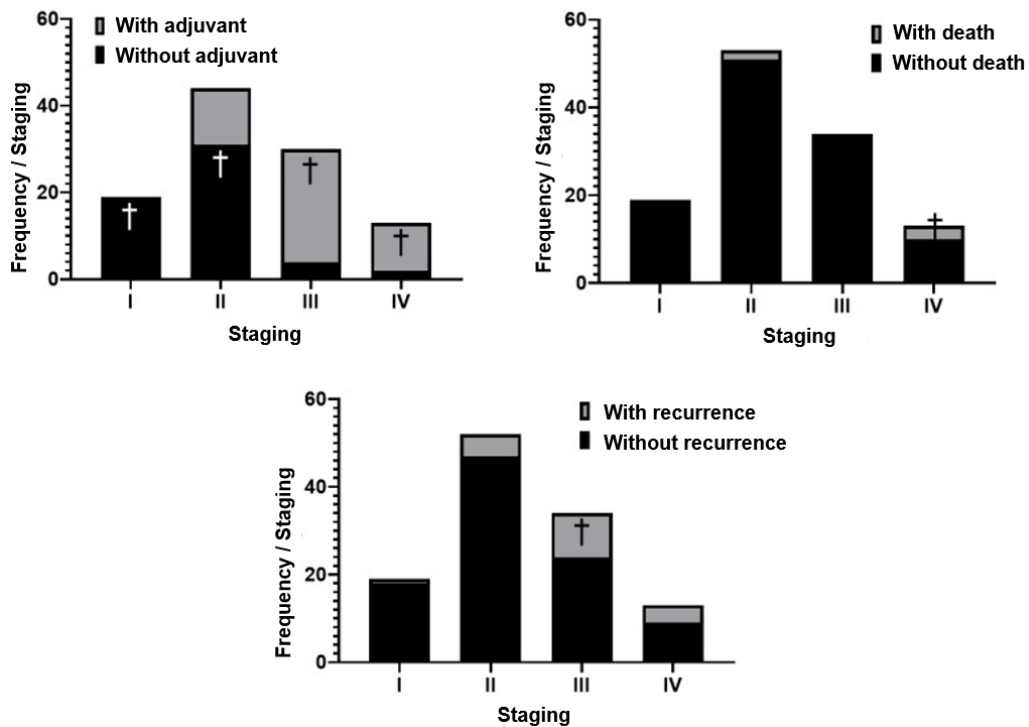 60
40
20
0
Frequency / Staging
With adjuvant
Without adjuvant
†
†
†
†
I
II
III
IV
Staging
60
40
20
0
Frequency / Staging
With death
Without death
†
I
II
III
IV
Staging
60
40
20
0
Frequency / Staging
With recurrence
Without recurrence
†
I
II
III
IV
Staging